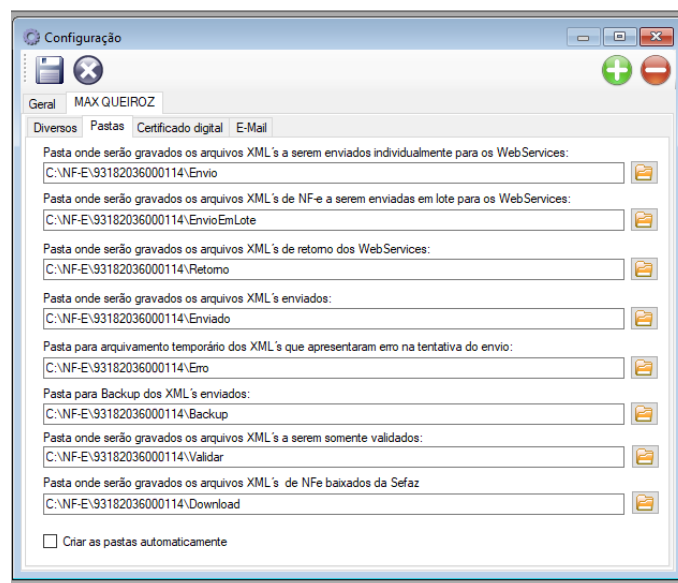 Configuração
Geral MAX QUEIROZ
Diversos Pastas Certificado digital E-Mail
Pasta onde serão gravados os arquivos XML´s a serem enviados individualmente para os WebServices:
C:\NF-E\93182036000114\Envio
Pasta onde serão gravados os arquivos XML´s de NF-e a serem enviadas em lote para os WebServices:
C:\NF-E\93182036000114\EnvioEmLote
Pasta onde serão gravados os arquivos XML´s de retorno dos WebServices:
C:\NF-E\93182036000114\Retorno
Pasta onde serão gravados os arquivos XML´s enviados:
C:\NF-E\93182036000114\Enviado
Pasta para arquivamento temporário dos XML´s que apresentaram erro na tentativa do envio:
C:\NF-E\93182036000114\Erro
Pasta para Backup dos XML´s enviados:
C:\NF-E\93182036000114\Backup
Pasta onde serão gravados os arquivos XML´s a serem somente validados:
C:\NF-E\93182036000114\Validar
Pasta onde serão gravados os arquivos XML´s de NFe baixados da Sefaz
C:\NF-E\93182036000114\Download
Criar as pastas automaticamente